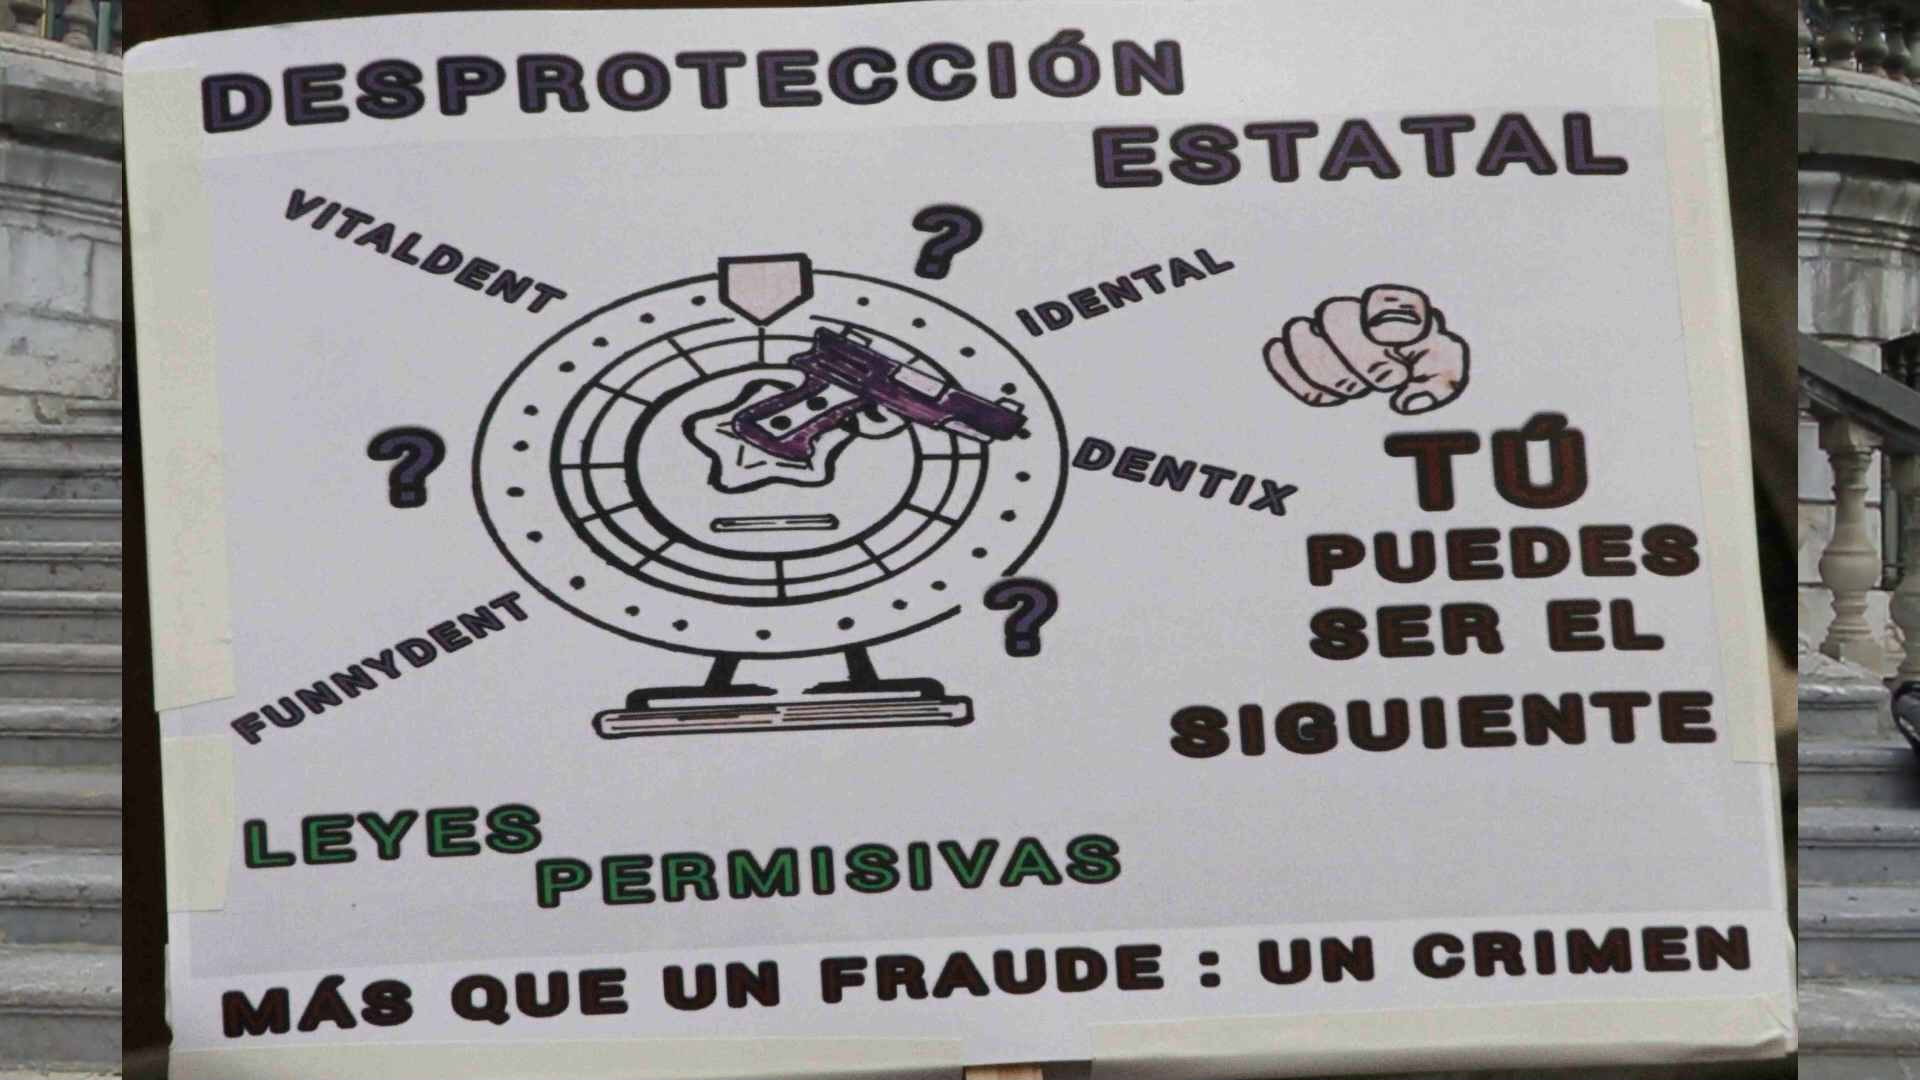 DESPROTECCIÓN
ESTATAL
VITALDENT
?
iDENTAL
?
DENTIX
TÚ
PUEDES
SER EL
SIGUIENTE
?
FUNNYDENT
LEYES
PERMISIVAS
MÁS QUE UN FRAUDE : UN CRIMEN